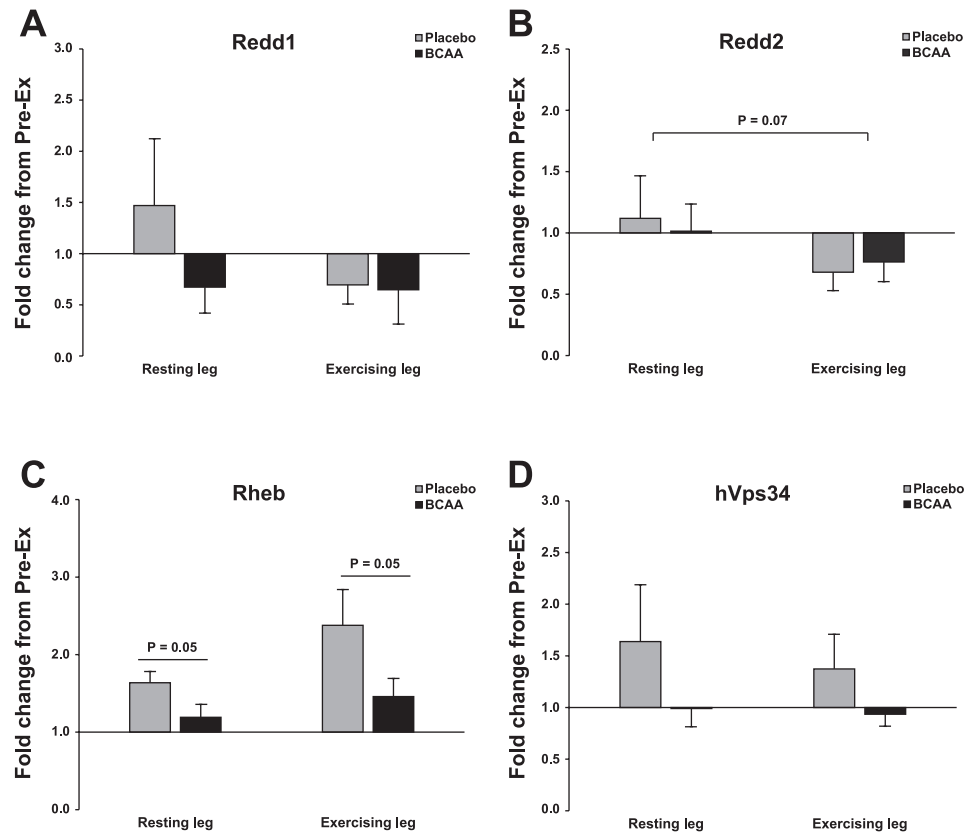 A
Redd1
Placebo
BCAA
Fold change from Pre-Ex
3.0
2.5
2.0
1.5
1.0
0.5
0.0
Resting leg
Exercising leg
B
Redd2
Placebo
BCAA
Fold change from Pre-Ex
2.5
2.0
1.5
1.0
0.5
0.0
P = 0.07
Resting leg
Exercising leg
C
Rheb
Placebo
BCAA
Fold change from Pre-Ex
4.0
3.0
2.0
1.0
0.0
P = 0.05
P = 0.05
Resting leg
Exercising leg
D
hVps34
Placebo
BCAA
Fold change from Pre-Ex
3.0
2.5
2.0
1.5
1.0
0.5
0.0
Resting leg
Exercising leg